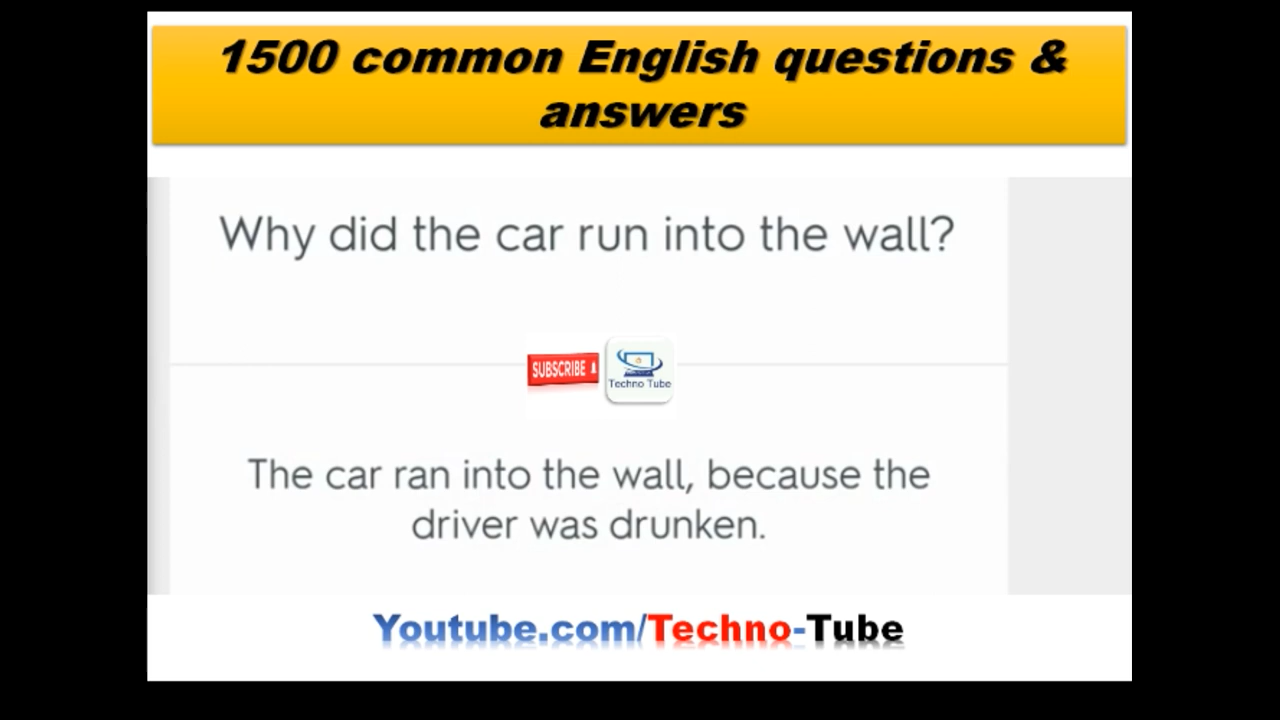 1500 common English questions &
answers
Why did the car run into the wall?
SUBSCRIBE
Techno Tube
The car ran into the wall, because the
driver was drunken.
Youtube.com/Techno-Tube